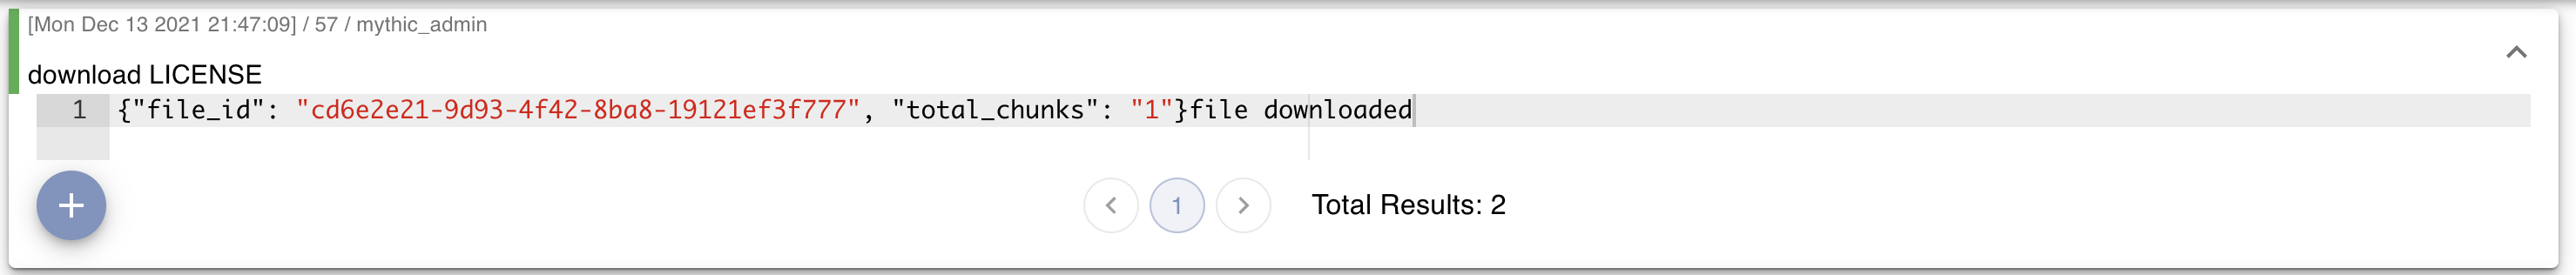 [Mon Dec 13 2021 21:47:09] / 57 / mythic_admin
download LICENSE
1 {"file_id": "cd6e2e21-9d93-4f42-8ba8-19121ef3f777", "total_chunks": "1"}file downloaded
1 Total Results: 2